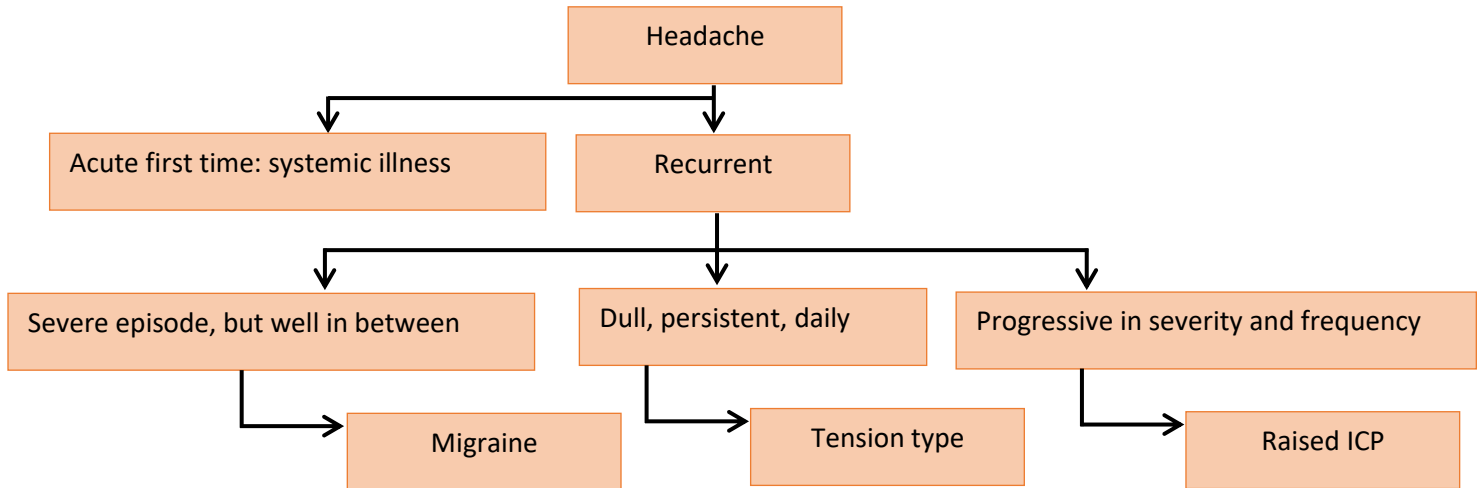 Headache
Acute first time: systemic illness
Recurrent
Severe episode, but well in between
Dull, persistent, daily
Progressive in severity and frequency
Migraine
Tension type
Raised ICP